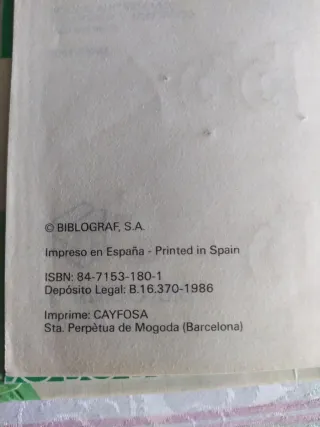 © BIBLOGRAF, S.A.
Impreso en España - Printed in Spain
ISBN: 84-7153-180-1
Depósito Legal: B.16.370-1986
Imprime: CAYFOSA
Sta. Perpètua de Mogoda (Barcelona)